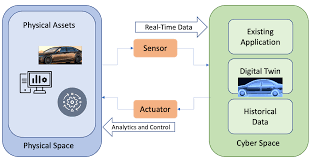 Physical Assets
Real-Time Data
Existing
Application
Sensor
Digital Twin
Actuator
Historical
Data
Analytics and Control
Physical Space
Cyber Space